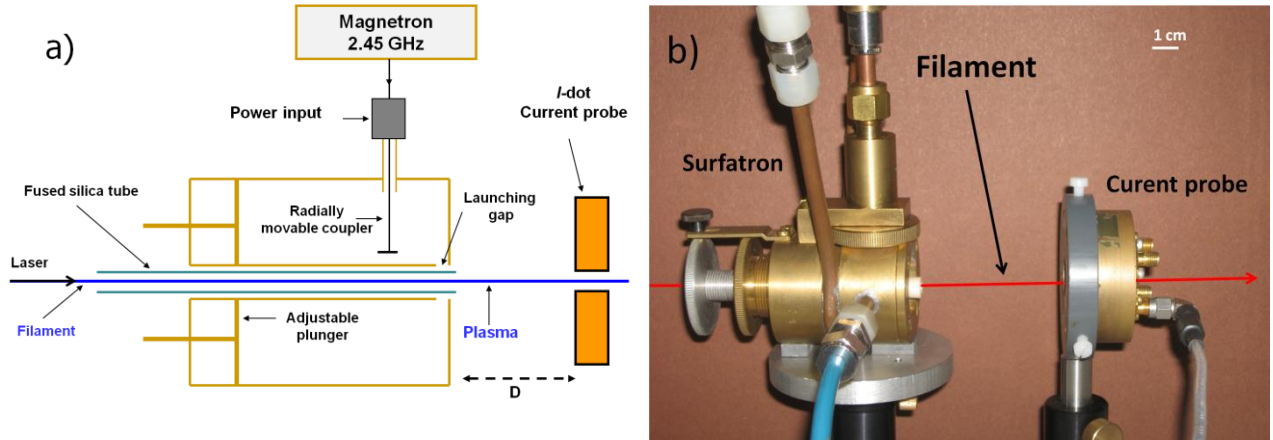 a)
Magnetron
2.45 GHz
Power input
I-dot
Current probe
Fused silica tube
Radially
movable coupler
Launching
gap
Laser
Filament
Adjustable
plunger
Plasma
D
b)
1 cm
Filament
Surfatron
Curent probe